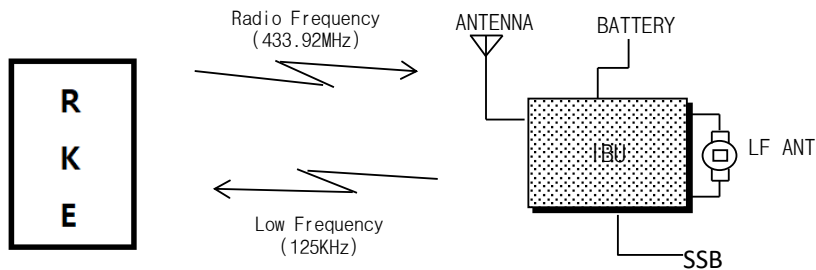 Radio Frequency
(433.92MHz)
ANTENNA
BATTERY
R
K
E
IBU
LF ANT
Low Frequency
(125KHz)
SSB